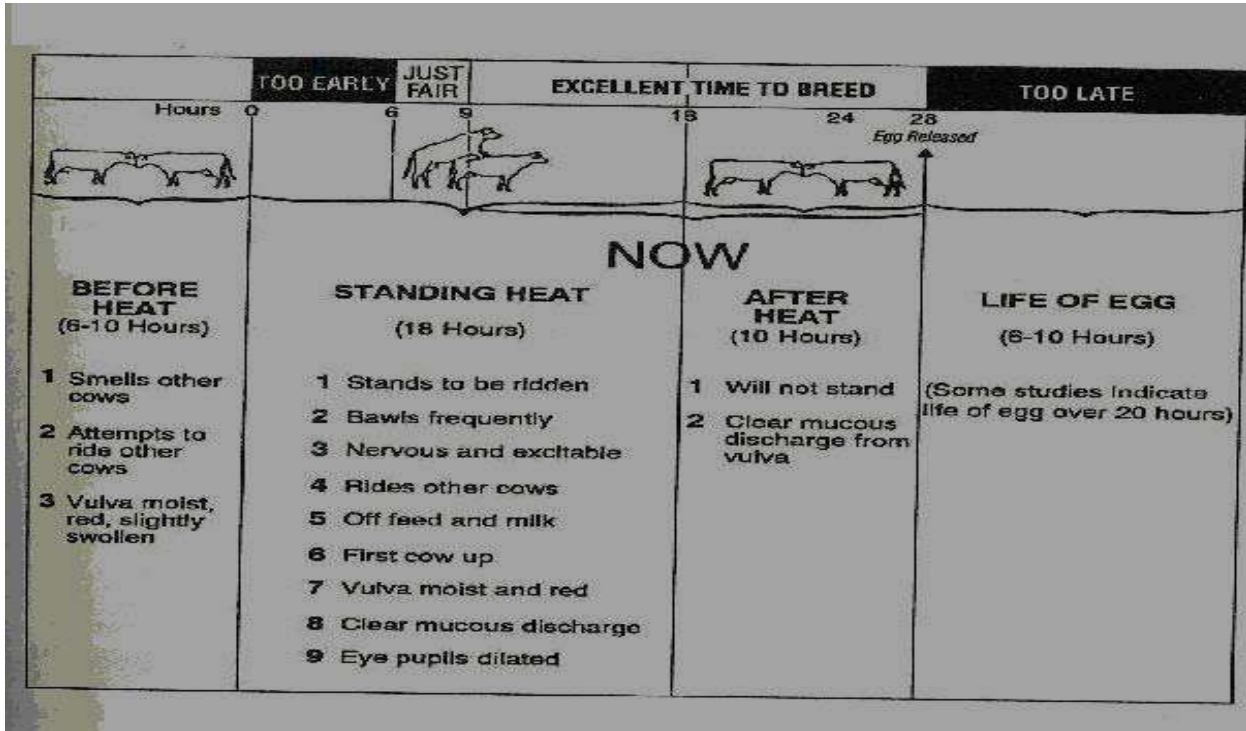 TOO EARLY
JUST
FAIR
EXCELLENT TIME TO BREED
TOO LATE
Hours 0 6 9 18 24 28
Egg Released
NOW
BEFORE
HEAT
(6-10 Hours)
1 Smells other
cows
2 Attempts to
ride other
cows
3 Vulva moist,
red, slightly
swollen
STANDING HEAT
(18 Hours)
1 Stands to be ridden
2 Bawls frequently
3 Nervous and excitable
4 Rides other cows
5 Off feed and milk
6 First cow up
7 Vulva moist and red
8 Clear mucous discharge
9 Eye pupils dilated
AFTER
HEAT
(10 Hours)
1 Will not stand
2 Clear mucous
discharge from
vulva
LIFE OF EGG
(6-10 Hours)
(Some studies indicate
life of egg over 20 hours)